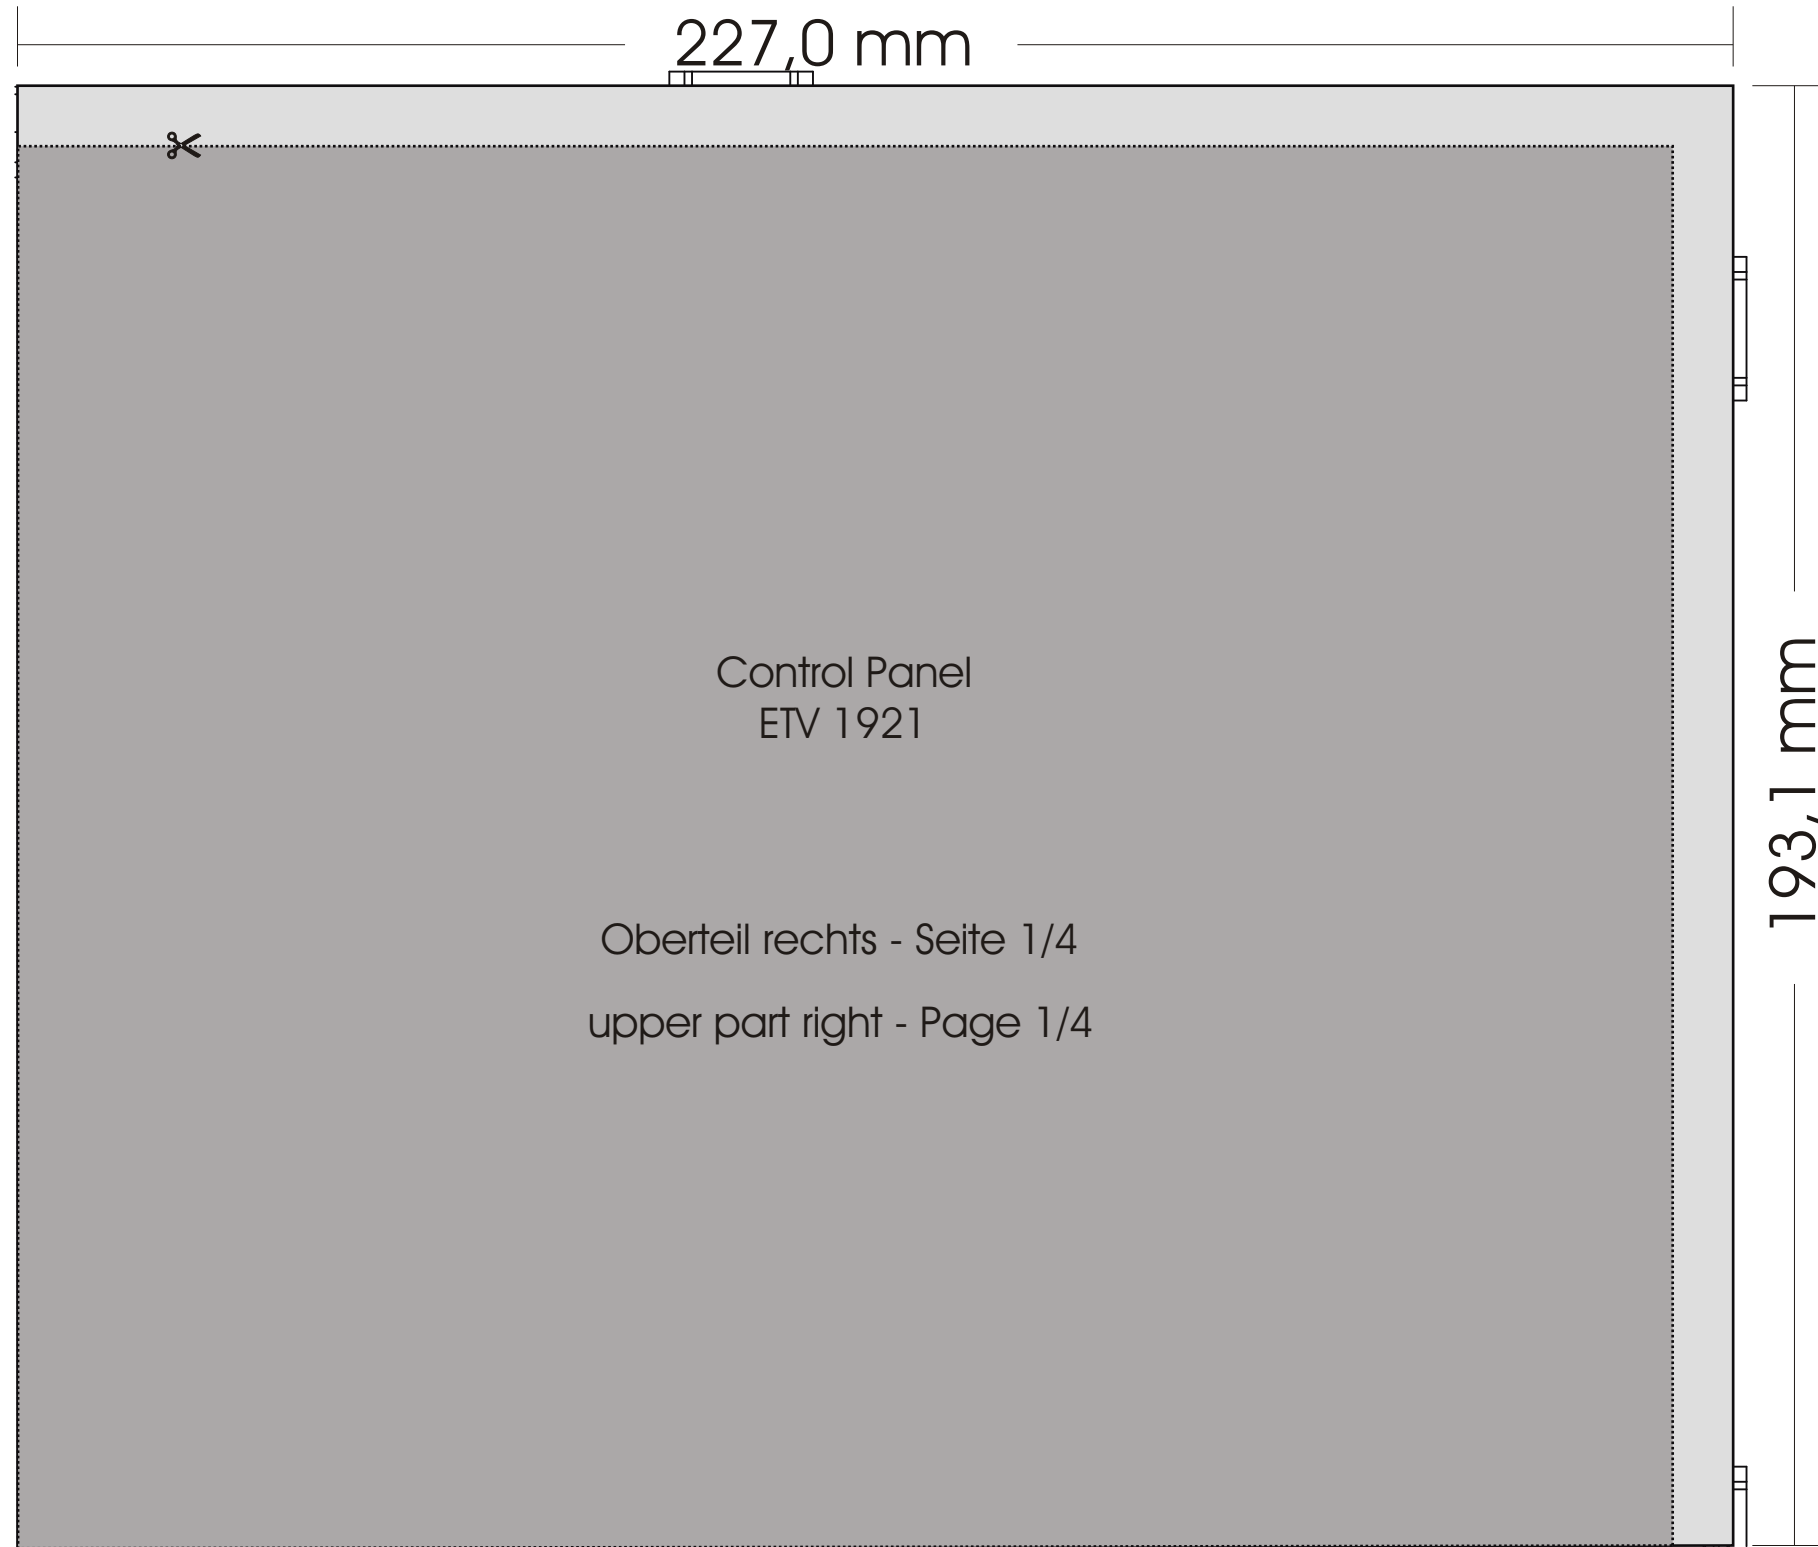 227,0 mm
Control Panel
ETV 1921
193,1 mm
Oberteil rechts - Seite 1/4
upper part right - Page 1/4